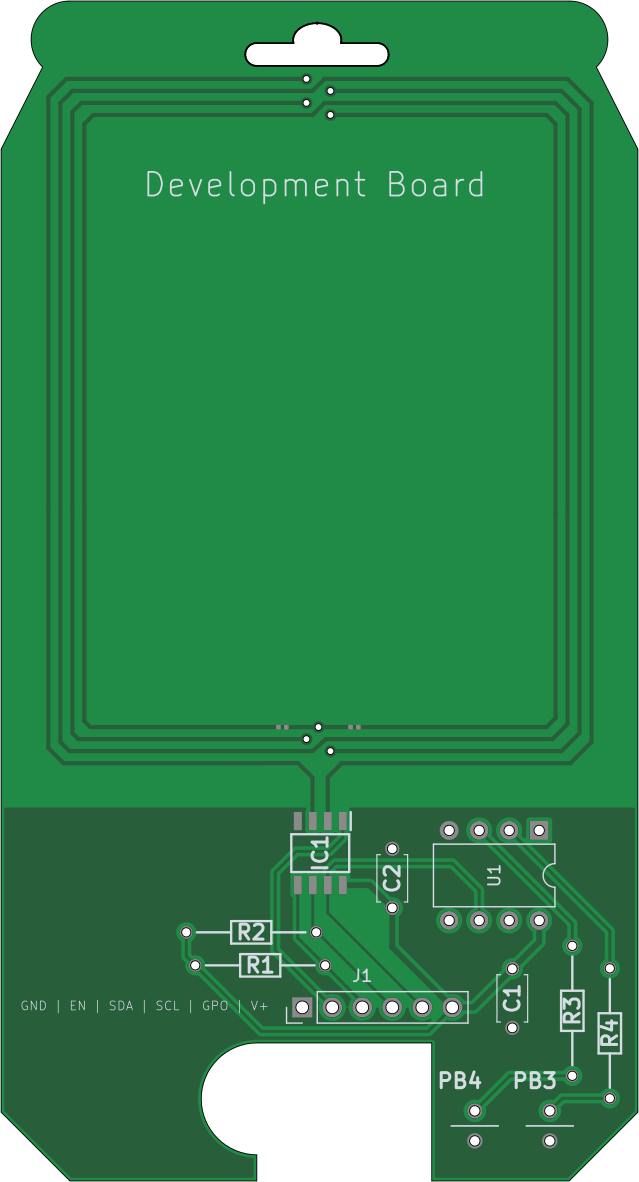 Development Board
IC1
U1
C2
R2
R1
J1
GND | EN | SDA | SCL | GPO | V+
C1
R3
R4
PB4 PB3